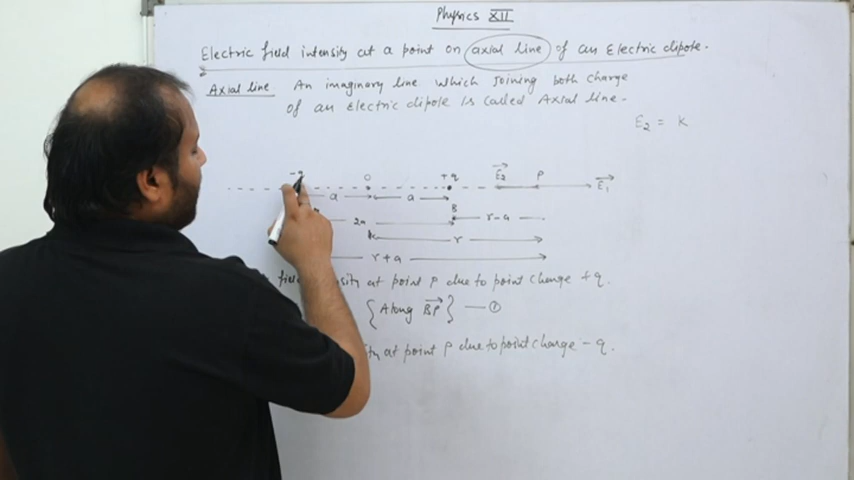 Physics XII
Electric field intensity at a point on axial line of an Electric dipole.
Axial line An imaginary line which joining both charge
of an Electric dipole is called Axial line.
E₂ = K
-q O +q E₂ P E₁
a a
2a B r-a
r
r+a
at point P due to point charge +q.
{Along BP} — ①
at point P due to point charge -q.